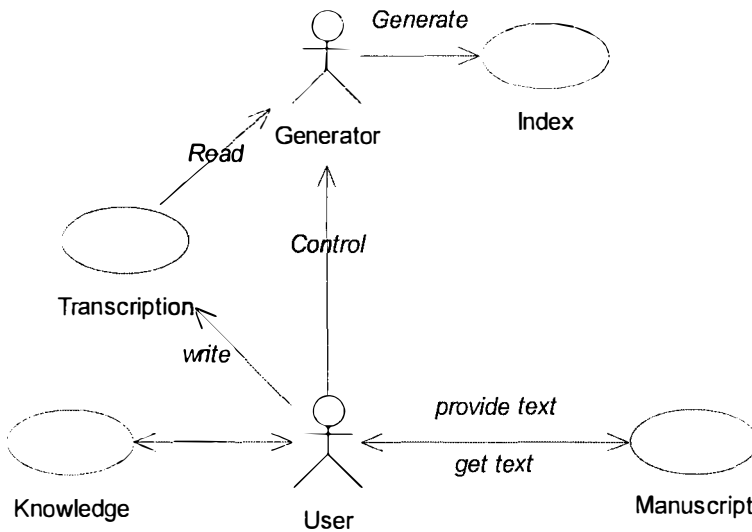 Generate
Index
Generator
Read
Control
Transcription
write
provide text
get text
Knowledge
User
Manuscript